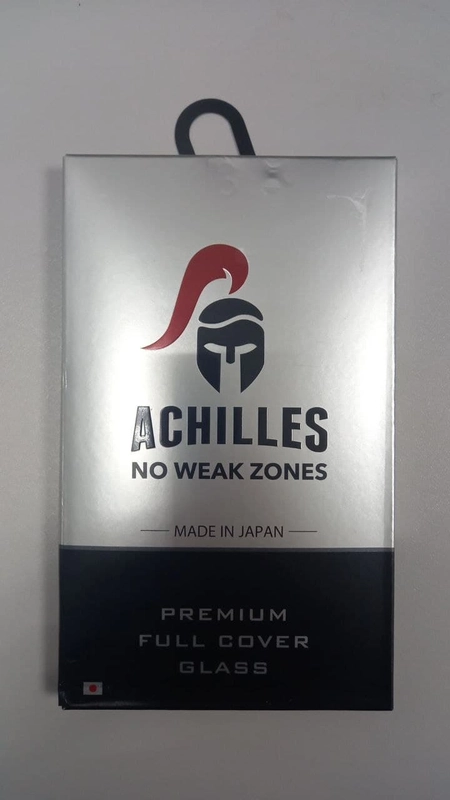 ACHILLES
NO WEAK ZONES
MADE IN JAPAN
PREMIUM
FULL COVER
GLASS